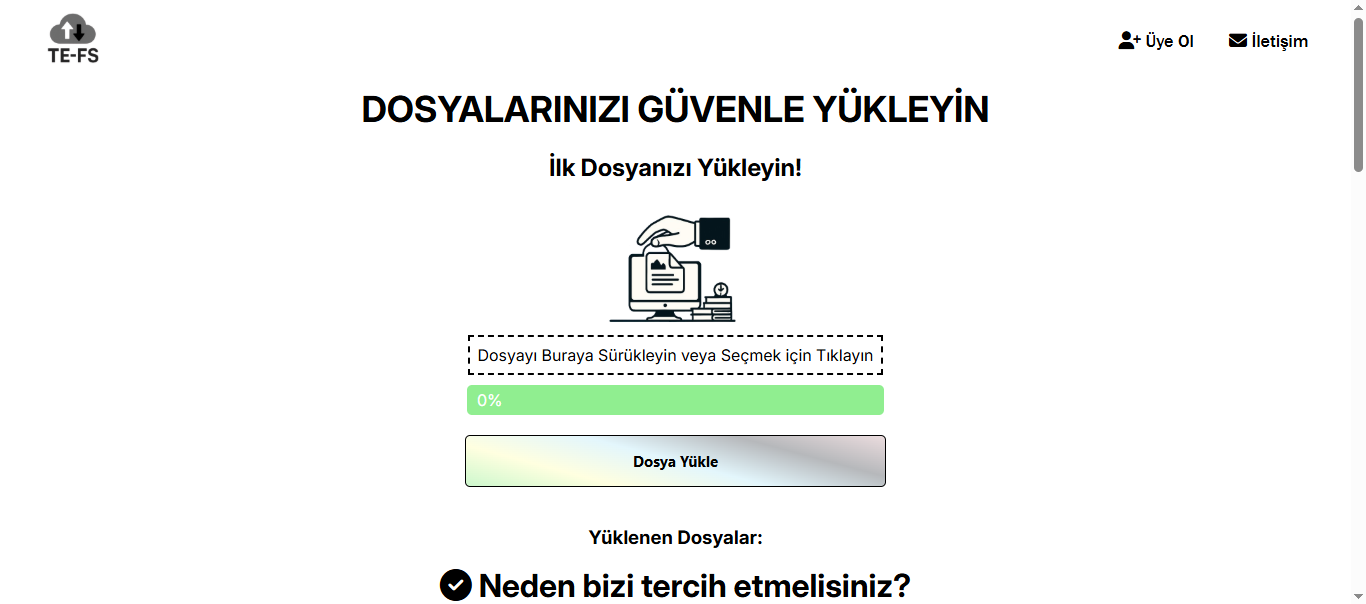 TE-FS
Üye Ol
İletişim
DOSYALARINIZI GÜVENLE YÜKLEYİN
İlk Dosyanızı Yükleyin!
Dosyayı Buraya Sürükleyin veya Seçmek için Tıklayın
0%
Dosya Yükle
Yüklenen Dosyalar:
Neden bizi tercih etmelisiniz?